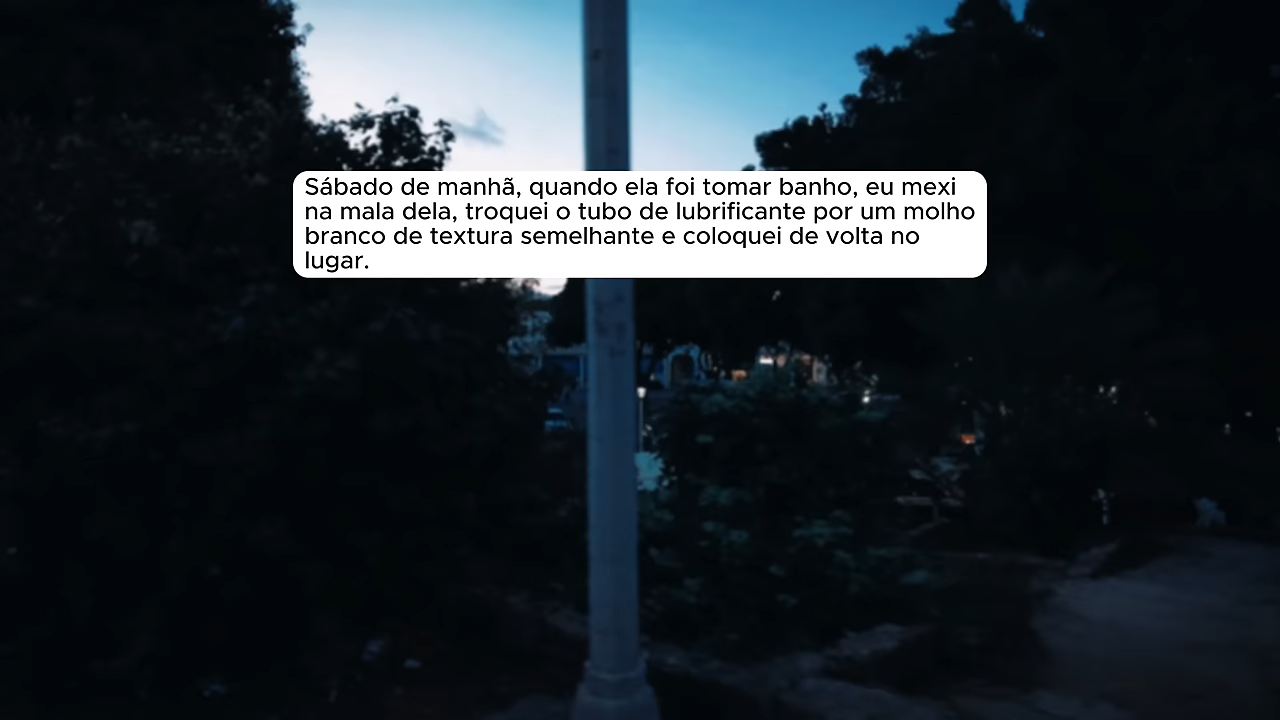 Sábado de manhã, quando ela foi tomar banho, eu mexi
na mala dela, troquei o tubo de lubrificante por um molho
branco de textura semelhante e coloquei de volta no
lugar.